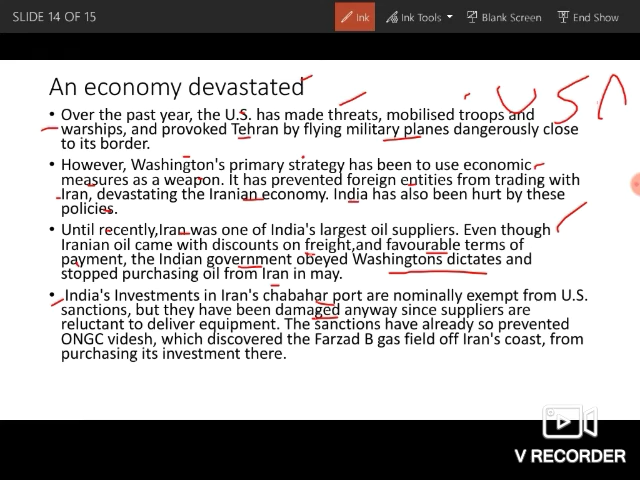 SLIDE 14 OF 15
Ink
Ink Tools
Blank Screen
End Show
An economy devastated
USA
• Over the past year, the U.S. has made threats, mobilised troops and
warships, and provoked Tehran by flying military planes dangerously close
to its border.
• However, Washington's primary strategy has been to use economic
measures as a weapon. It has prevented foreign entities from trading with
Iran, devastating the Iranian economy. India has also been hurt by these
policies.
• Until recently,Iran was one of India's largest oil suppliers. Even though
Iranian oil came with discounts on freight,and favourable terms of
payment, the Indian government obeyed Washingtons dictates and
stopped purchasing oil from Iran in may.
• India's Investments in Iran's chabahar port are nominally exempt from U.S.
sanctions, but they have been damaged anyway since suppliers are
reluctant to deliver equipment. The sanctions have already so prevented
ONGC videsh, which discovered the Farzad B gas field off Iran's coast, from
purchasing its investment there.
V RECORDER